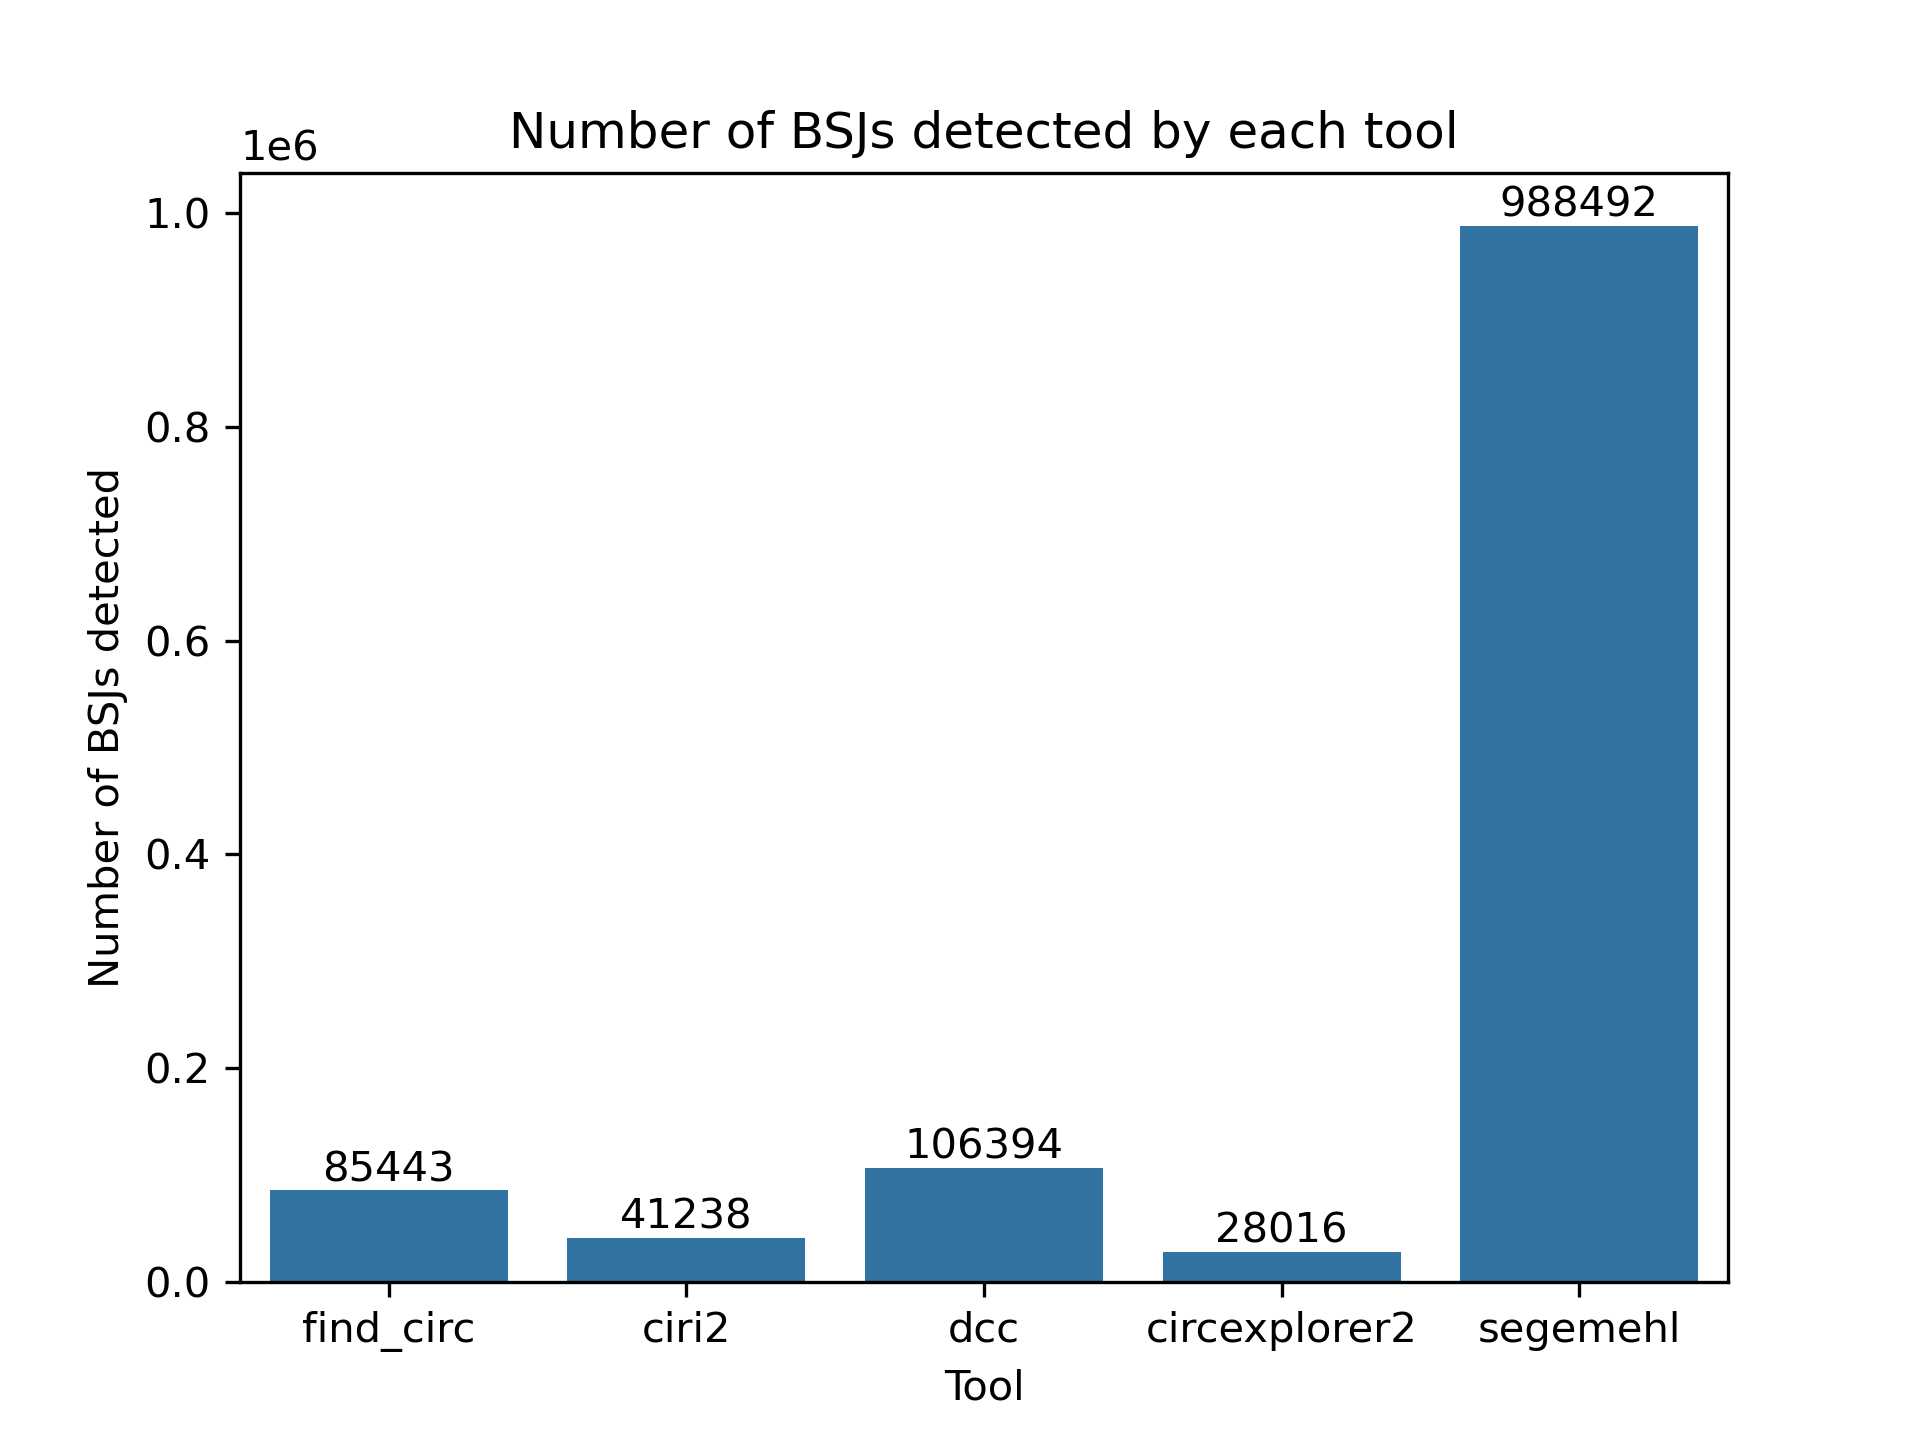 Number of BSJs detected by each tool
1e6
1.0
0.8
0.6
0.4
0.2
0.0
Number of BSJs detected
85443
41238
106394
28016
988492
find_circ
ciri2
dcc
circexplorer2
segemehl
Tool